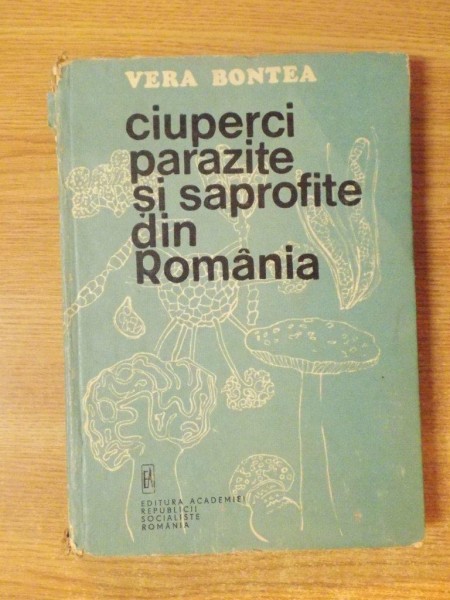 VERA BONTEA
ciuperci
parazite
și saprofite
din
România
EDITURA ACADEMIEI
REPUBLICII
SOCIALISTE
ROMÂNIA